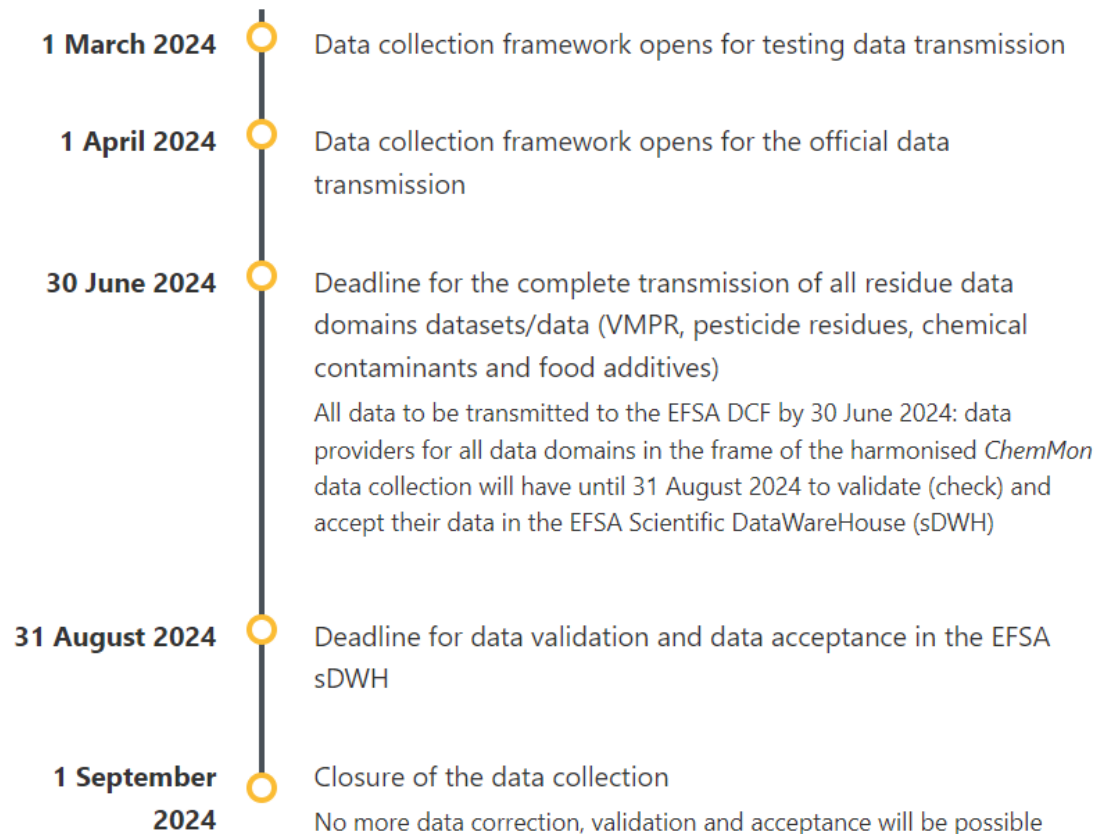 1 March 2024 Data collection framework opens for testing data transmission
1 April 2024 Data collection framework opens for the official data
transmission
30 June 2024 Deadline for the complete transmission of all residue data
domains datasets/data (VMPR, pesticide residues, chemical
contaminants and food additives)
All data to be transmitted to the EFSA DCF by 30 June 2024: data
providers for all data domains in the frame of the harmonised ChemMon
data collection will have until 31 August 2024 to validate (check) and
accept their data in the EFSA Scientific DataWareHouse (sDWH)
31 August 2024 Deadline for data validation and data acceptance in the EFSA
sDWH
1 September Closure of the data collection
2024 No more data correction, validation and acceptance will be possible